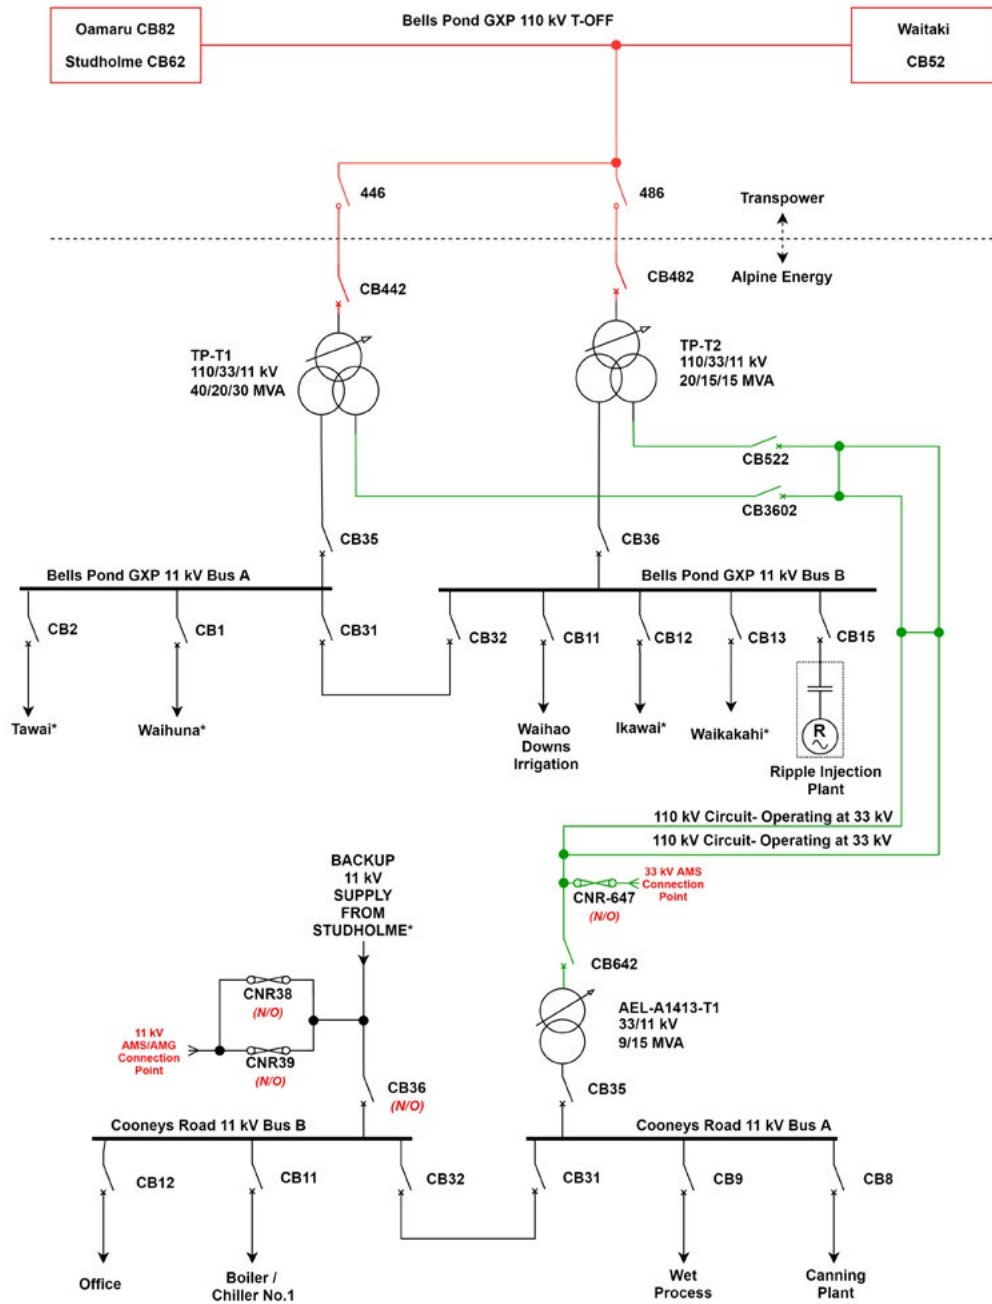 Oamaru CB82
Studholme CB62
Bells Pond GXP 110 kV T-OFF
Waitaki
CB52
446
486
Transpower
Alpine Energy
CB442
CB482
TP-T1
110/33/11 kV
40/20/30 MVA
TP-T2
110/33/11 kV
20/15/15 MVA
CB522
CB3602
CB35
CB36
Bells Pond GXP 11 kV Bus A
Bells Pond GXP 11 kV Bus B
CB2
CB1
CB31
CB32
CB11
CB12
CB13
CB15
Tawai*
Waihuna*
Waihao
Downs
Irrigation
Ikawai*
Waikakahi*
R
Ripple Injection
Plant
110 kV Circuit- Operating at 33 kV
110 kV Circuit- Operating at 33 kV
BACKUP
11 kV
SUPPLY
FROM
STUDHOLME*
33 kV AMS
Connection
Point
CNR-647
(N/O)
CB642
CNR38
(N/O)
AEL-A1413-T1
33/11 kV
9/15 MVA
11 kV
AMS/AMG
Connection
Point
CNR39
(N/O)
CB36
(N/O)
CB35
Cooneys Road 11 kV Bus B
Cooneys Road 11 kV Bus A
CB12
CB11
CB32
CB31
CB9
CB8
Office
Boiler /
Chiller No.1
Wet
Process
Canning
Plant